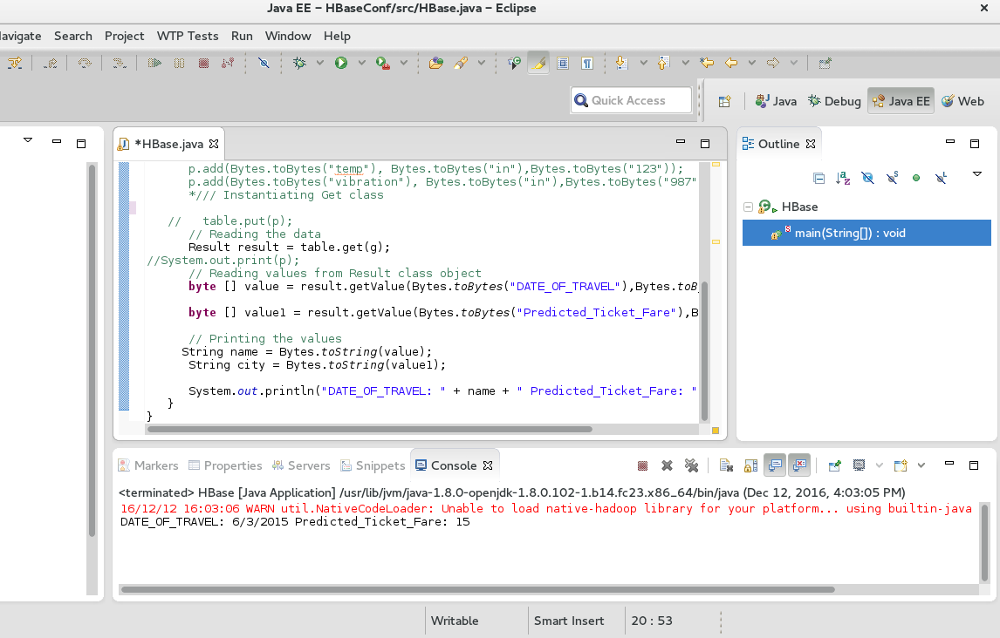 Java EE – HBaseConf/src/HBase.java – Eclipse
Navigate Search Project WTP Tests Run Window Help
Quick Access
Java Debug Java EE Web
*HBase.java
p.add(Bytes.toBytes("temp"), Bytes.toBytes("in"),Bytes.toBytes("123"));
p.add(Bytes.toBytes("vibration"), Bytes.toBytes("in"),Bytes.toBytes("987"
*/// Instantiating Get class
// table.put(p);
// Reading the data
Result result = table.get(g);
//System.out.print(p);
// Reading values from Result class object
byte [] value = result.getValue(Bytes.toBytes("DATE_OF_TRAVEL"),Bytes.toB
byte [] value1 = result.getValue(Bytes.toBytes("Predicted_Ticket_Fare"),B
// Printing the values
String name = Bytes.toString(value);
String city = Bytes.toString(value1);
System.out.println("DATE_OF_TRAVEL: " + name + " Predicted_Ticket_Fare: "
}
}
Outline
HBase
main(String[]) : void
Markers Properties Servers Snippets Console
<terminated> HBase [Java Application] /usr/lib/jvm/java-1.8.0-openjdk-1.8.0.102-1.b14.fc23.x86_64/bin/java (Dec 12, 2016, 4:03:05 PM)
16/12/12 16:03:06 WARN util.NativeCodeLoader: Unable to load native-hadoop library for your platform... using builtin-java
DATE_OF_TRAVEL: 6/3/2015 Predicted_Ticket_Fare: 15
Writable Smart Insert 20 : 53